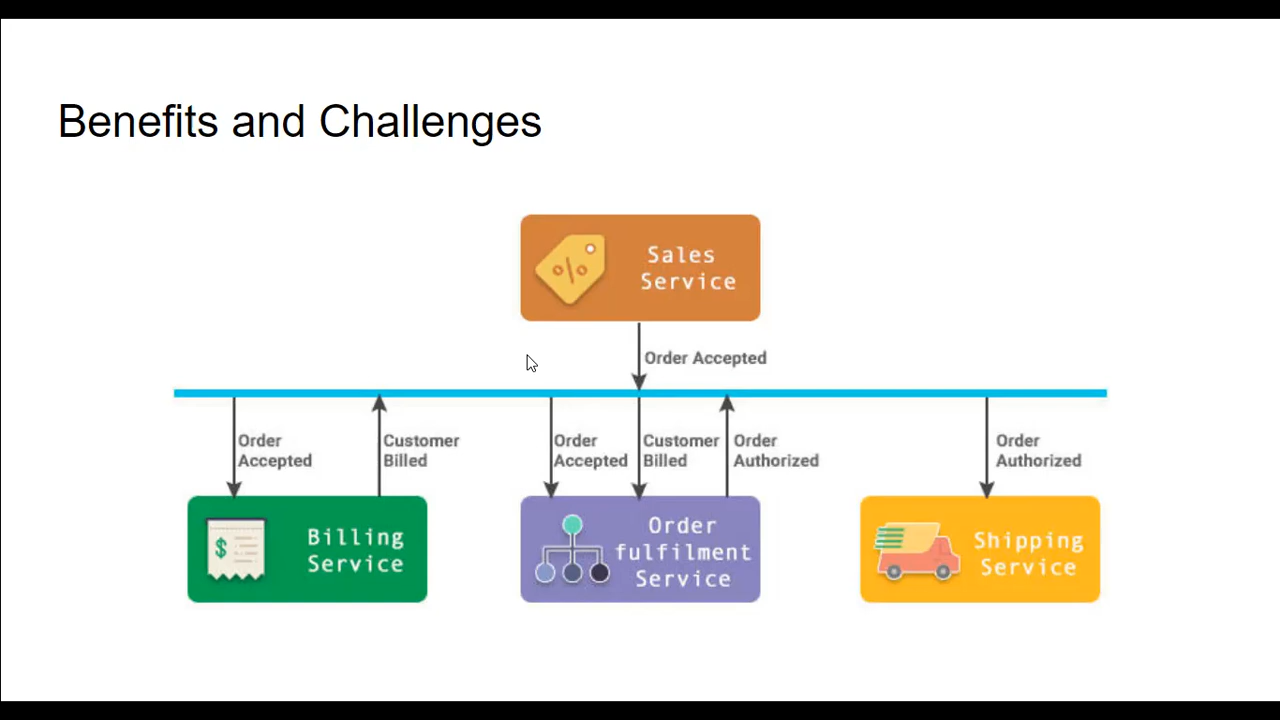 Benefits and Challenges
Sales
Service
Order Accepted
Order
Accepted
Customer
Billed
Order
Accepted
Customer
Billed
Order
Authorized
Order
Authorized
$
Billing
Service
Order
fulfilment
Service
Shipping
Service